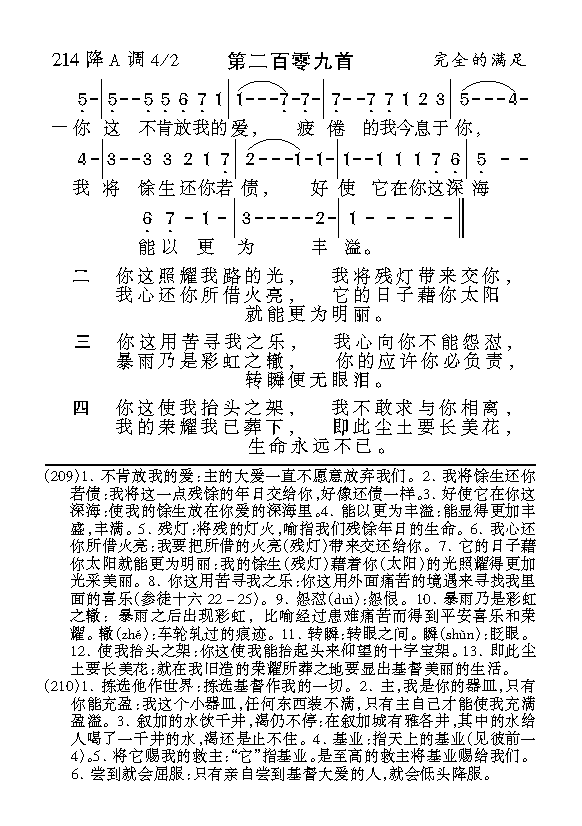 214 降 A 调 4/2 第二百零九首 完全的满足
5-|5--5 5 6 7 1|1---7-7-|7--7 7 1 2 3|5---4-
一你 这 不肯放我的爱， 疲 倦 的我今息于你，
4-|3--3 3 2 1 7|2---1-1-|1--1 1 1 7 6|5 - -
我 将 馀生还你若债， 好使 它在你这深海
6 7 - 1 -|3-----2-|1 - - - - -‖
能以 更 为 丰 溢。
二 你这照耀我路的光， 我将残灯带来交你，
我心还你所借火亮， 它的日子藉你太阳
就能更为明丽。
三 你这用苦寻我之乐， 我心向你不能怨怼，
暴雨乃是彩虹之辙， 你的应许你必负责，
转瞬便无眼泪。
四 你这使我抬头之架， 我不敢求与你相离，
我的荣耀我已葬下， 即此尘土要长美花，
生命永远不已。
(209)1. 不肯放我的爱：主的大爱一直不愿意放弃我们。2. 我将馀生还你
若债：我将这一点残馀的年日交给你，好像还债一样。3. 好使它在你这
深海：使我的馀生放在你爱的深海里。4. 能以更为丰溢：能显得更加丰
盛，丰满。5. 残灯：将残的灯火，喻指我们残馀年日的生命。6. 我心还
你所借火亮：我要把所借的火亮(残灯)带来交还给你。7. 它的日子藉
你太阳就能更为明丽：我的馀生(残灯)藉着你(太阳)的光照耀得更加
光采美丽。8. 你这用苦寻我之乐：你这用外面痛苦的境遇来寻找我里
面的喜乐(参徒十六 22－25)。9. 怨怼(duì)：怨恨。10. 暴雨乃是彩虹
之辙：暴雨之后出现彩虹，比喻经过患难痛苦而得到平安喜乐和荣
耀。辙(zhé)：车轮轧过的痕迹。11. 转瞬：转眼之间。瞬(shùn)：眨眼。
12. 使我抬头之架：你这使我能抬起头来仰望的十字宝架。13. 即此尘
土要长美花：就在我旧造的荣耀所葬之地要显出基督美丽的生活。
(210)1. 拣选他作世界：拣选基督作我的一切。2. 主，我是你的器皿，只有
你能充盈：我这个小器皿，任何东西装不满，只有主自己才能使我充满
盈溢。3. 叙加的水饮千井，渴仍不停：在叙加城有雅各井，其中的水给
人喝了一千井的水，渴还是止不住。4. 基业：指天上的基业(见彼前一
4)。5. 将它赐我的救主：“它”指基业。是至高的救主将基业赐给我们。
6. 尝到就会屈服：只有亲自尝到基督大爱的人，就会低头降服。